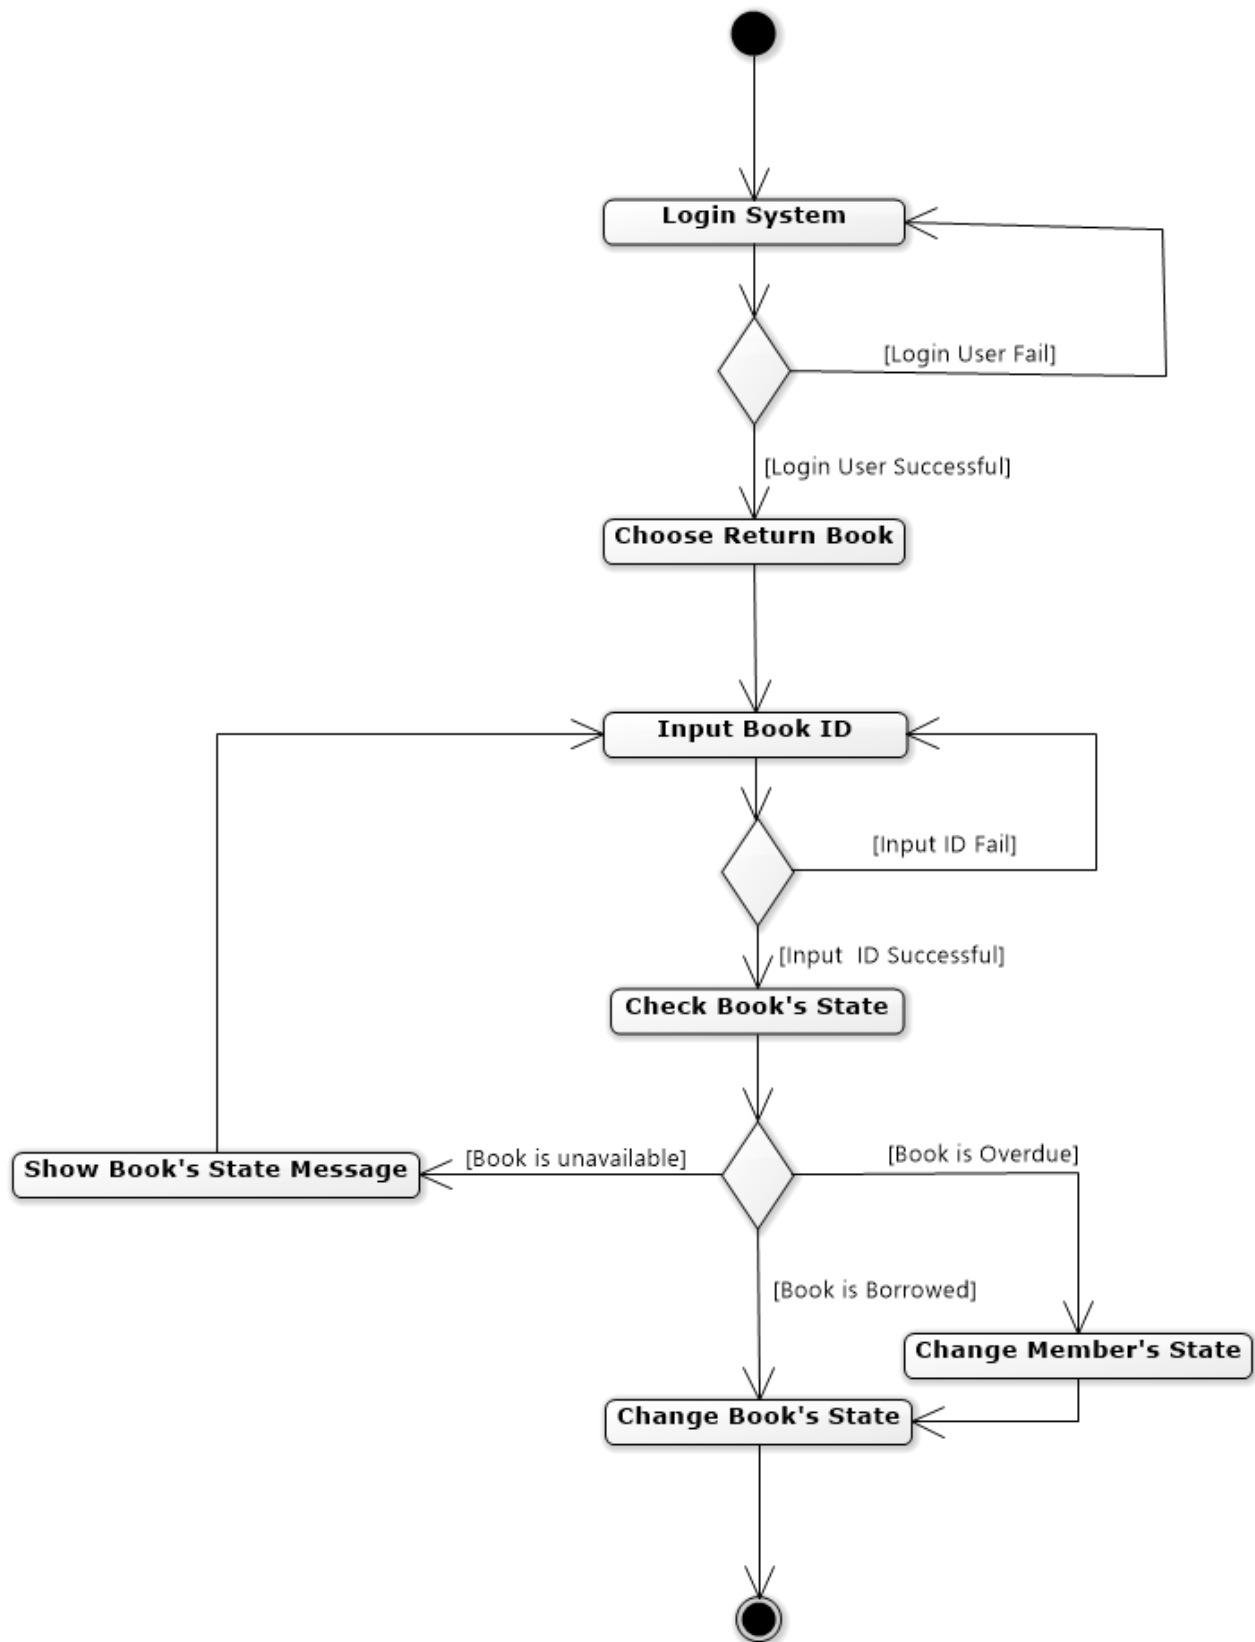 Login System
[Login User Fail]
[Login User Successful]
Choose Return Book
Input Book ID
[Input ID Fail]
[Input  ID Successful]
Check Book's State
Show Book's State Message
[Book is unavailable]
[Book is Overdue]
[Book is Borrowed]
Change Member's State
Change Book's State